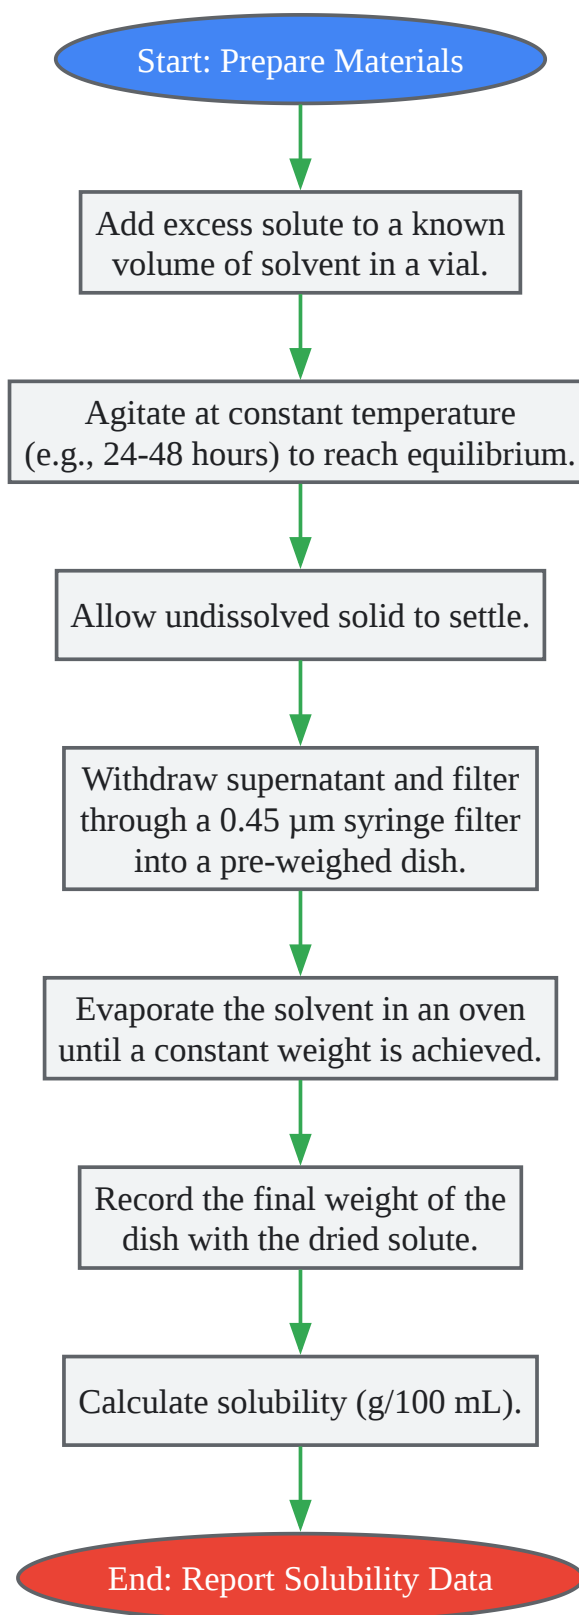 Start: Prepare Materials
Add excess solute to a known
volume of solvent in a vial.
Agitate at constant temperature
(e.g., 24-48 hours) to reach equilibrium.
Allow undissolved solid to settle.
Withdraw supernatant and filter
through a 0.45 µm syringe filter
into a pre-weighed dish.
Evaporate the solvent in an oven
until a constant weight is achieved.
Record the final weight of the
dish with the dried solute.
Calculate solubility (g/100 mL).
End: Report Solubility Data